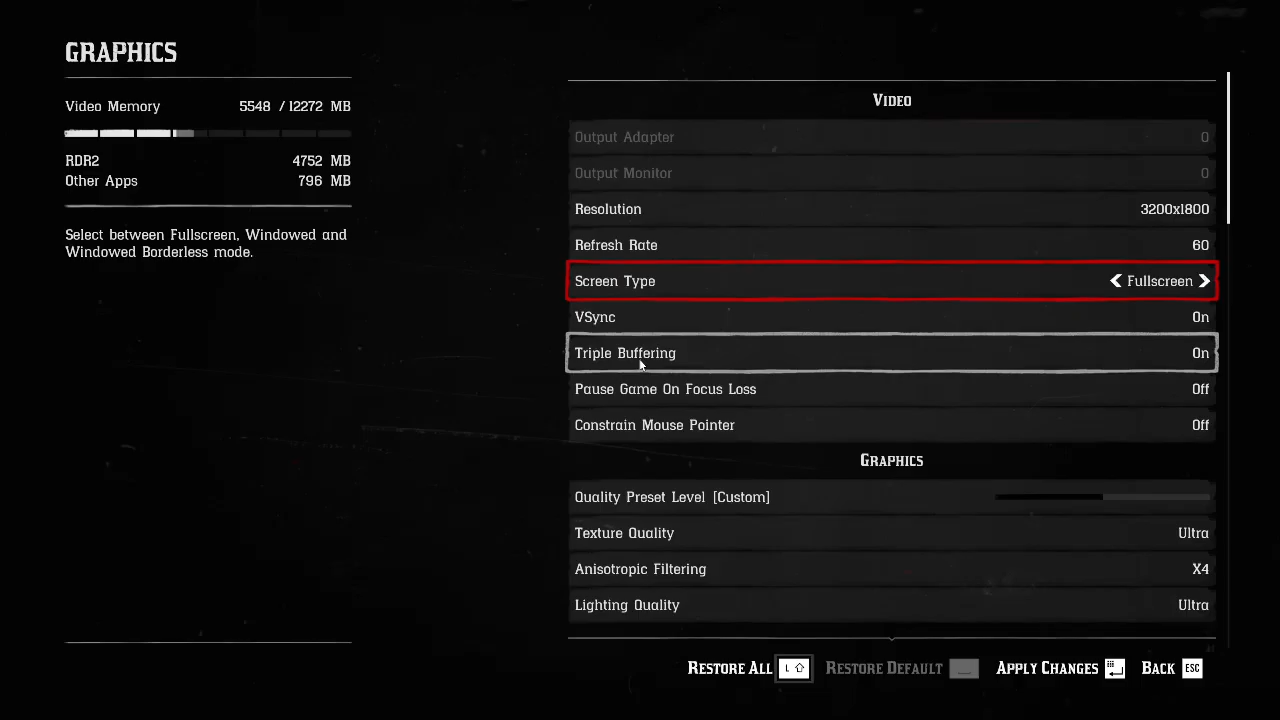 GRAPHICS
Video Memory 5548 / 12272 MB
RDR2 4752 MB
Other Apps 796 MB
Select between Fullscreen, Windowed and
Windowed Borderless mode.
VIDEO
Output Adapter 0
Output Monitor 0
Resolution 3200x1800
Refresh Rate 60
Screen Type Fullscreen
VSync On
Triple Buffering On
Pause Game On Focus Loss Off
Constrain Mouse Pointer Off
GRAPHICS
Quality Preset Level [Custom]
Texture Quality Ultra
Anisotropic Filtering X4
Lighting Quality Ultra
RESTORE ALL L RESTORE DEFAULT APPLY CHANGES BACK ESC